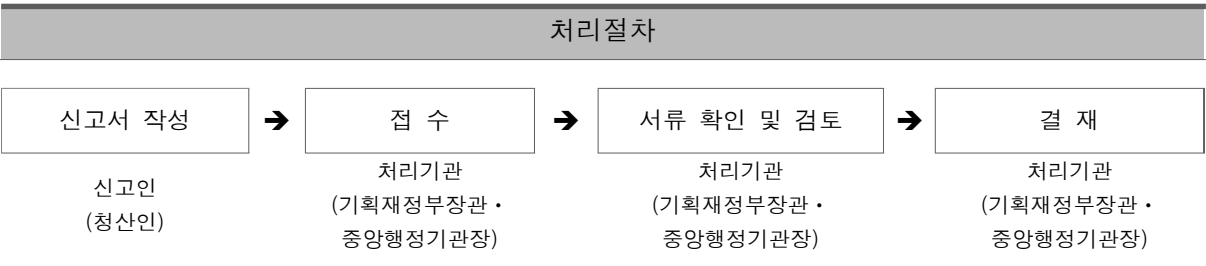 처리절차
신고서 작성 ➔ 접 수 ➔ 서류 확인 및 검토 ➔ 결 재
신고인
(청산인)
처리기관
(기획재정부장관·
중앙행정기관장)
처리기관
(기획재정부장관·
중앙행정기관장)
처리기관
(기획재정부장관·
중앙행정기관장)